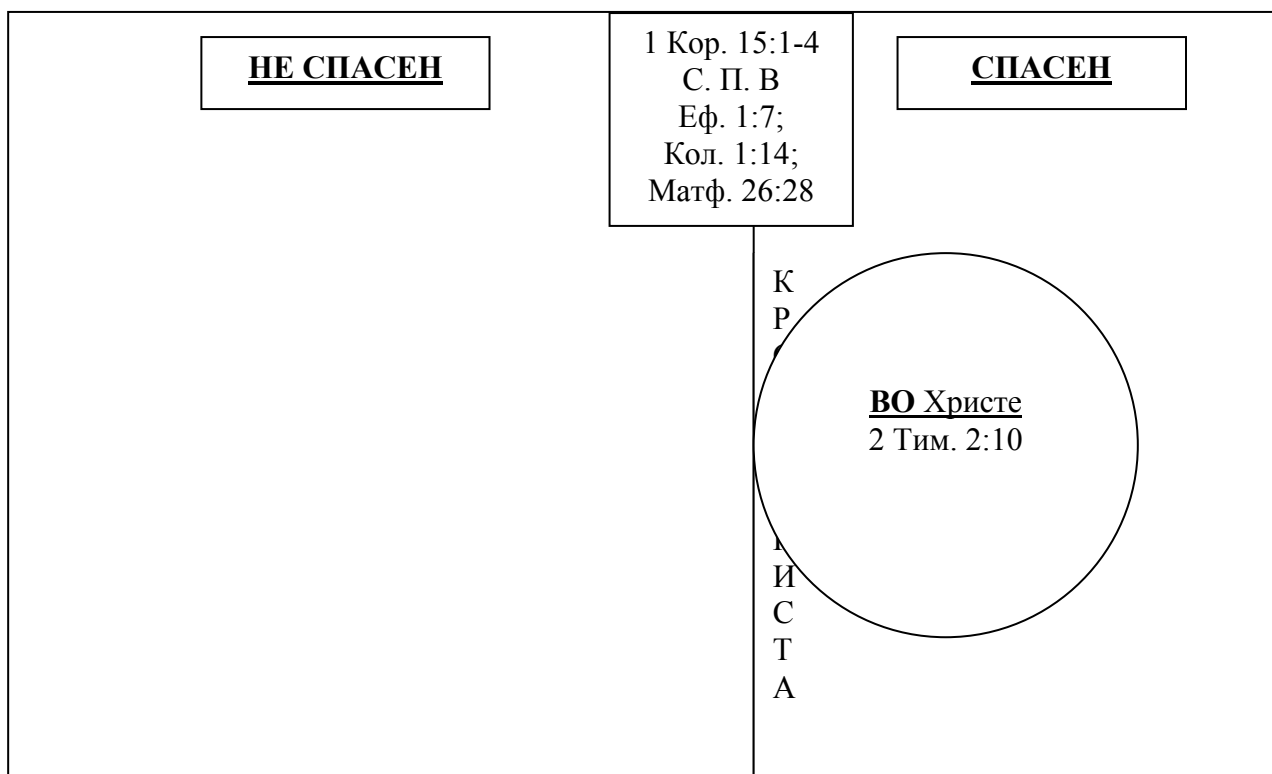 НЕ СПАСЕН
1 Кор. 15:1-4
С. П. В
Еф. 1:7;
Кол. 1:14;
Матф. 26:28
СПАСЕН
К
Р
ВО Христе
2 Тим. 2:10
И
С
Т
А